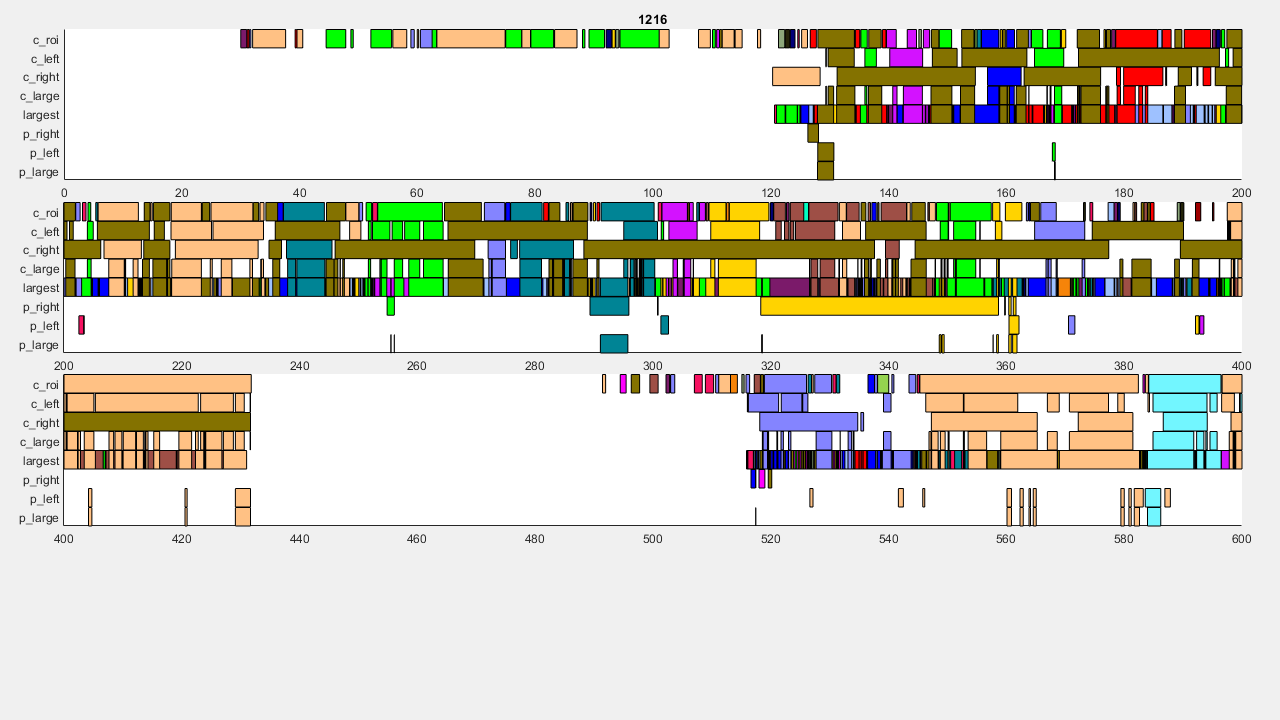 1216
c_roi
c_left
c_right
c_large
largest
p_right
p_left
p_large
0 20 40 60 80 100 120 140 160 180 200
c_roi
c_left
c_right
c_large
largest
p_right
p_left
p_large
200 220 240 260 280 300 320 340 360 380 400
c_roi
c_left
c_right
c_large
largest
p_right
p_left
p_large
400 420 440 460 480 500 520 540 560 580 600